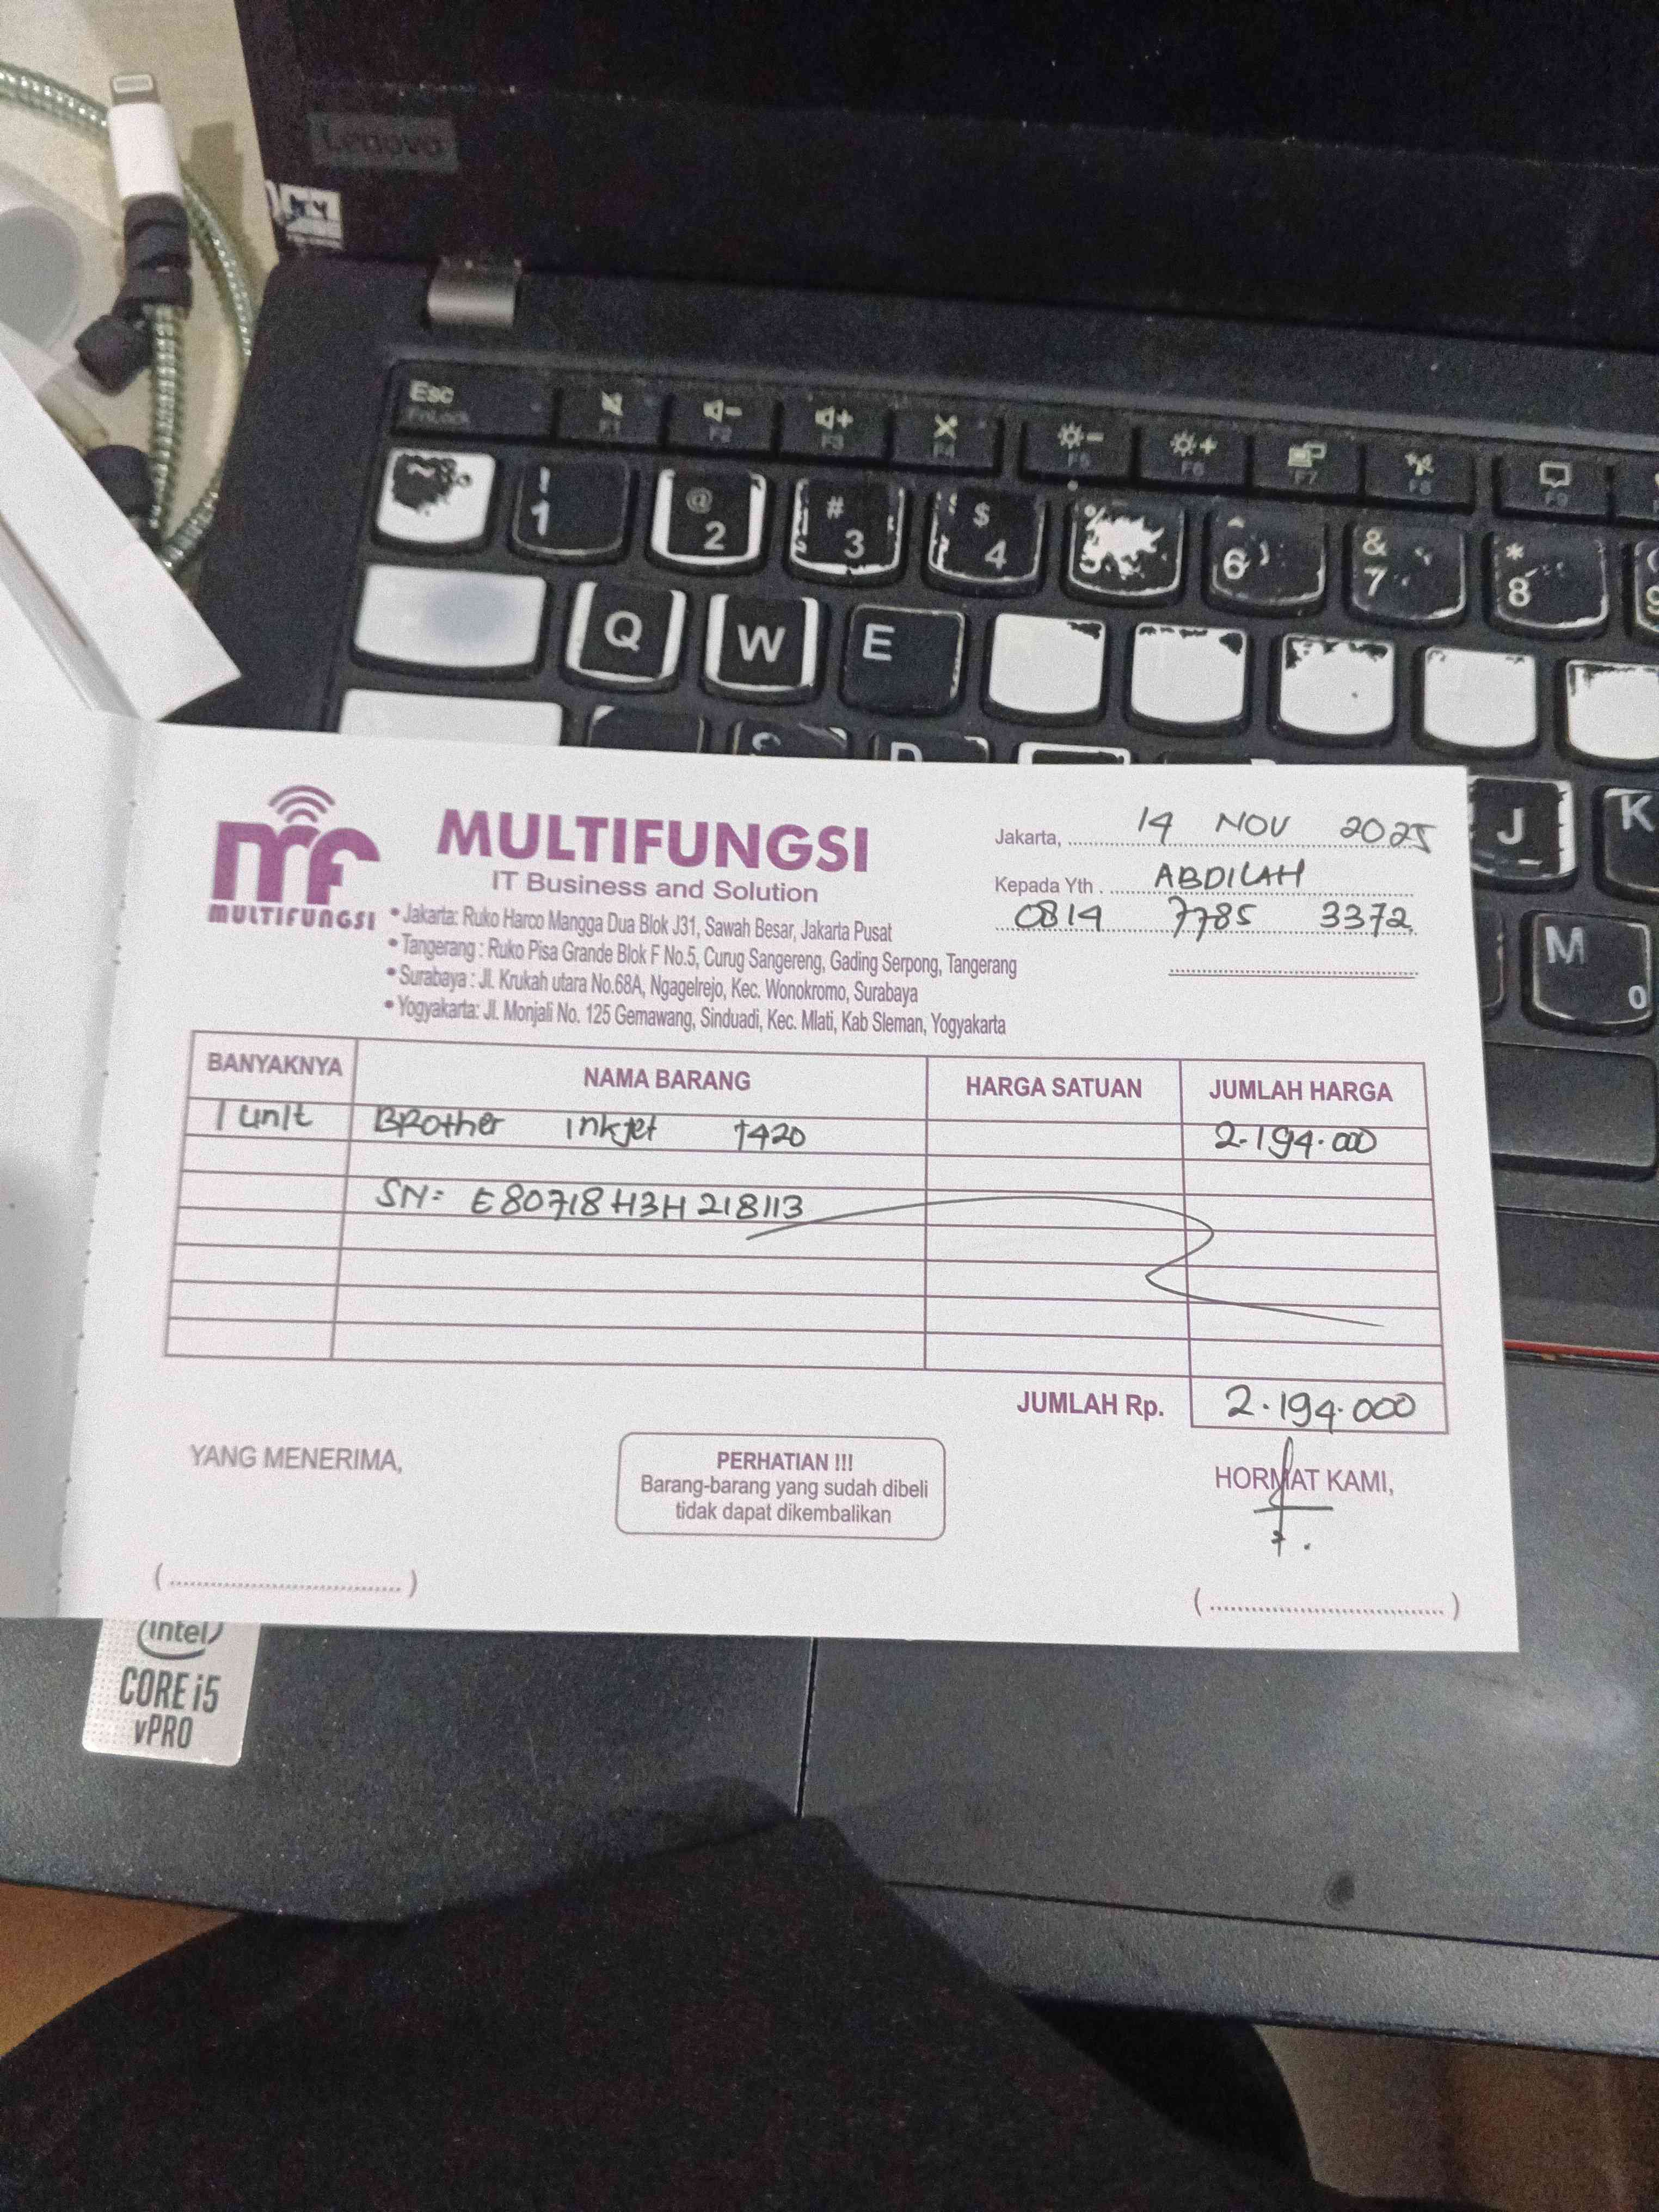 Lenovo
Esc
FnLock
F1
F2
F3
F4
F5
F6
F7
F8
F9
!
1
@
2
#
3
$
4
%
5
^
6
&
7
*
8
(
9
Q
W
E
S
D
J
K
M
0
mf
MULTIFUNGSI
MULTIFUNGSI
IT Business and Solution
• Jakarta: Ruko Harco Mangga Dua Blok J31, Sawah Besar, Jakarta Pusat
• Tangerang : Ruko Pisa Grande Blok F No.5, Curug Sangereng, Gading Serpong, Tangerang
• Surabaya : Jl. Krukah utara No.68A, Ngagelrejo, Kec. Wonokromo, Surabaya
• Yogyakarta: Jl. Monjali No. 125 Gemawang, Sinduadi, Kec. Mlati, Kab Sleman, Yogyakarta
Jakarta, 14 NOV 2025
Kepada Yth . ABDILAH
0814 7785 3372
BANYAKNYA NAMA BARANG HARGA SATUAN JUMLAH HARGA
1 unit Brother inkjet T420 2.194.000
SN: E80718H3H218113
JUMLAH Rp. 2.194.000
YANG MENERIMA,
PERHATIAN !!!
Barang-barang yang sudah dibeli
tidak dapat dikembalikan
HORMAT KAMI,
(intel)
CORE i5
vPRO